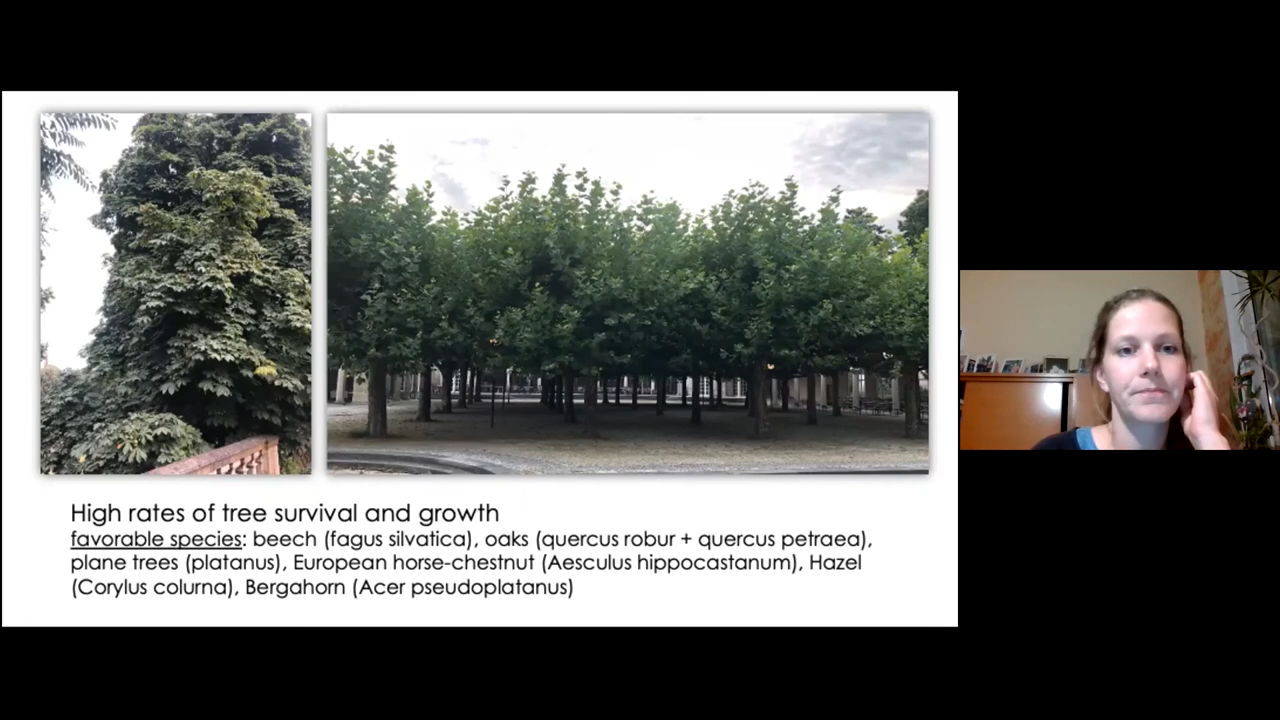 High rates of tree survival and growth
favorable species: beech (fagus silvatica), oaks (quercus robur + quercus petraea),
plane trees (platanus), European horse-chestnut (Aesculus hippocastanum), Hazel
(Corylus colurna), Bergahorn (Acer pseudoplatanus)